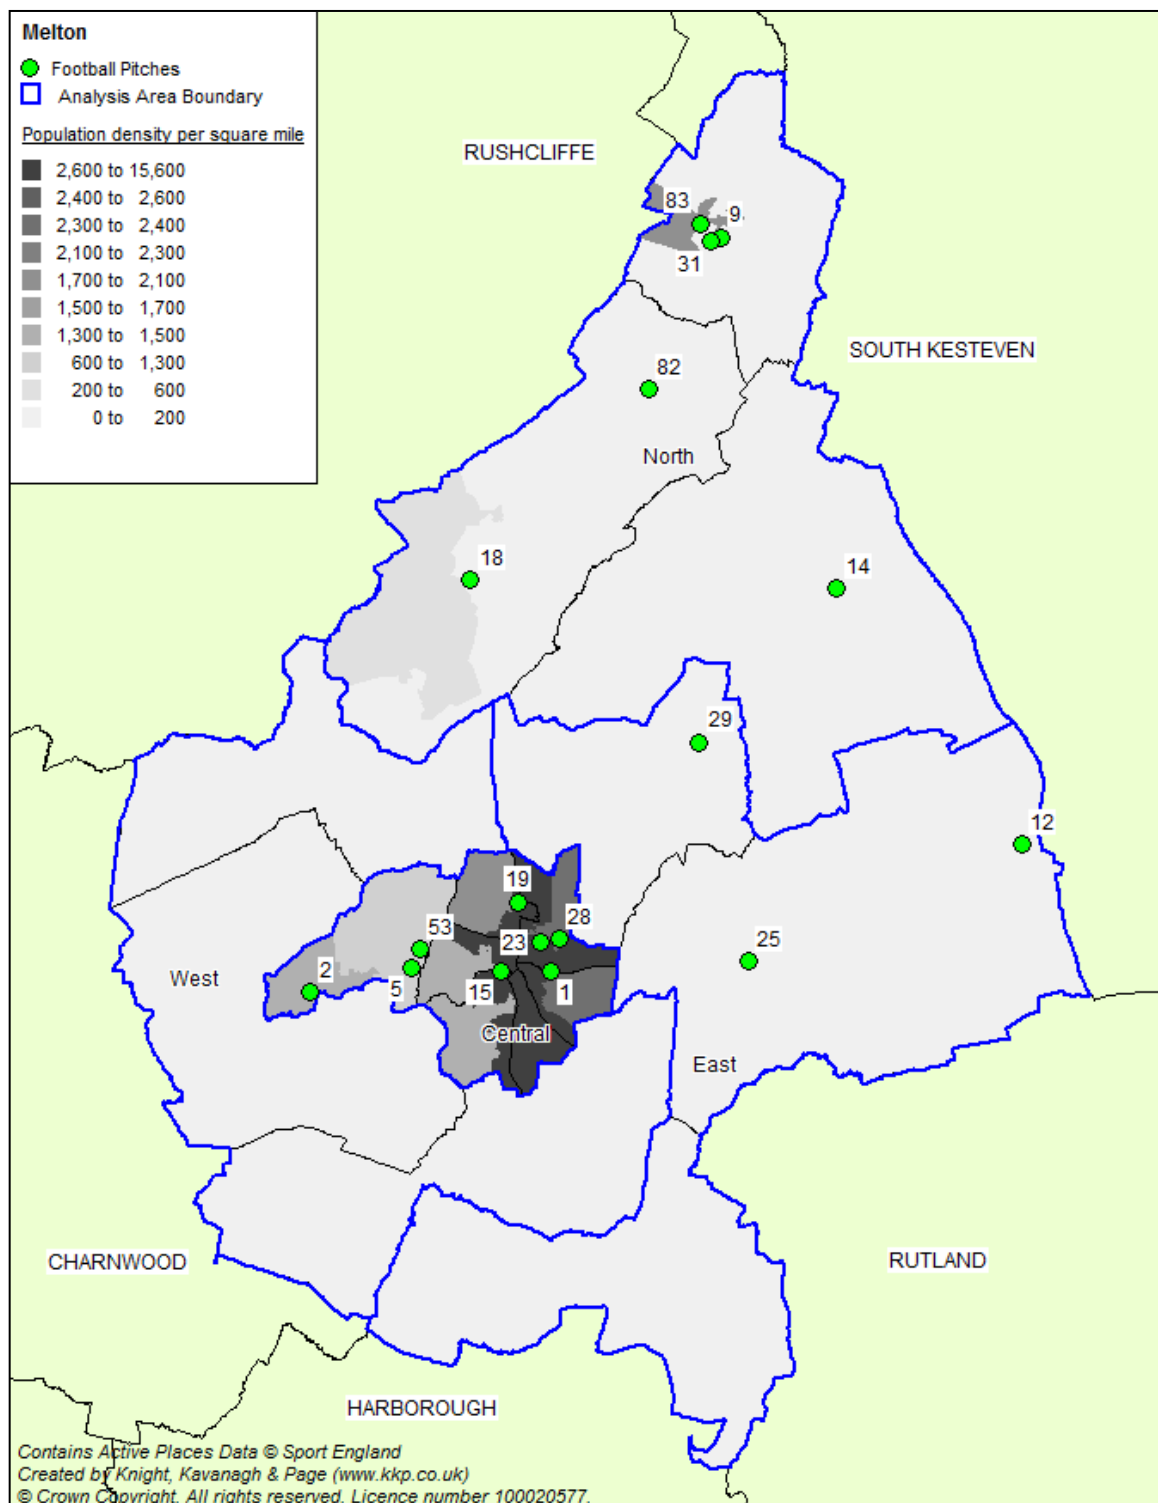 Melton
Football Pitches
Analysis Area Boundary
Population density per square mile
2,600 to 15,600
2,400 to 2,600
2,300 to 2,400
2,100 to 2,300
1,700 to 2,100
1,500 to 1,700
1,300 to 1,500
600 to 1,300
200 to 600
0 to 200
RUSHCLIFFE
83
9
31
SOUTH KESTEVEN
82
North
18
14
29
12
19
53
28
23
25
West
2
5
15
1
Central
East
CHARNWOOD
RUTLAND
HARBOROUGH
Contains Active Places Data © Sport England
Created by Knight, Kavanagh & Page (www.kkp.co.uk)
© Crown Copyright. All rights reserved. Licence number 100020577.